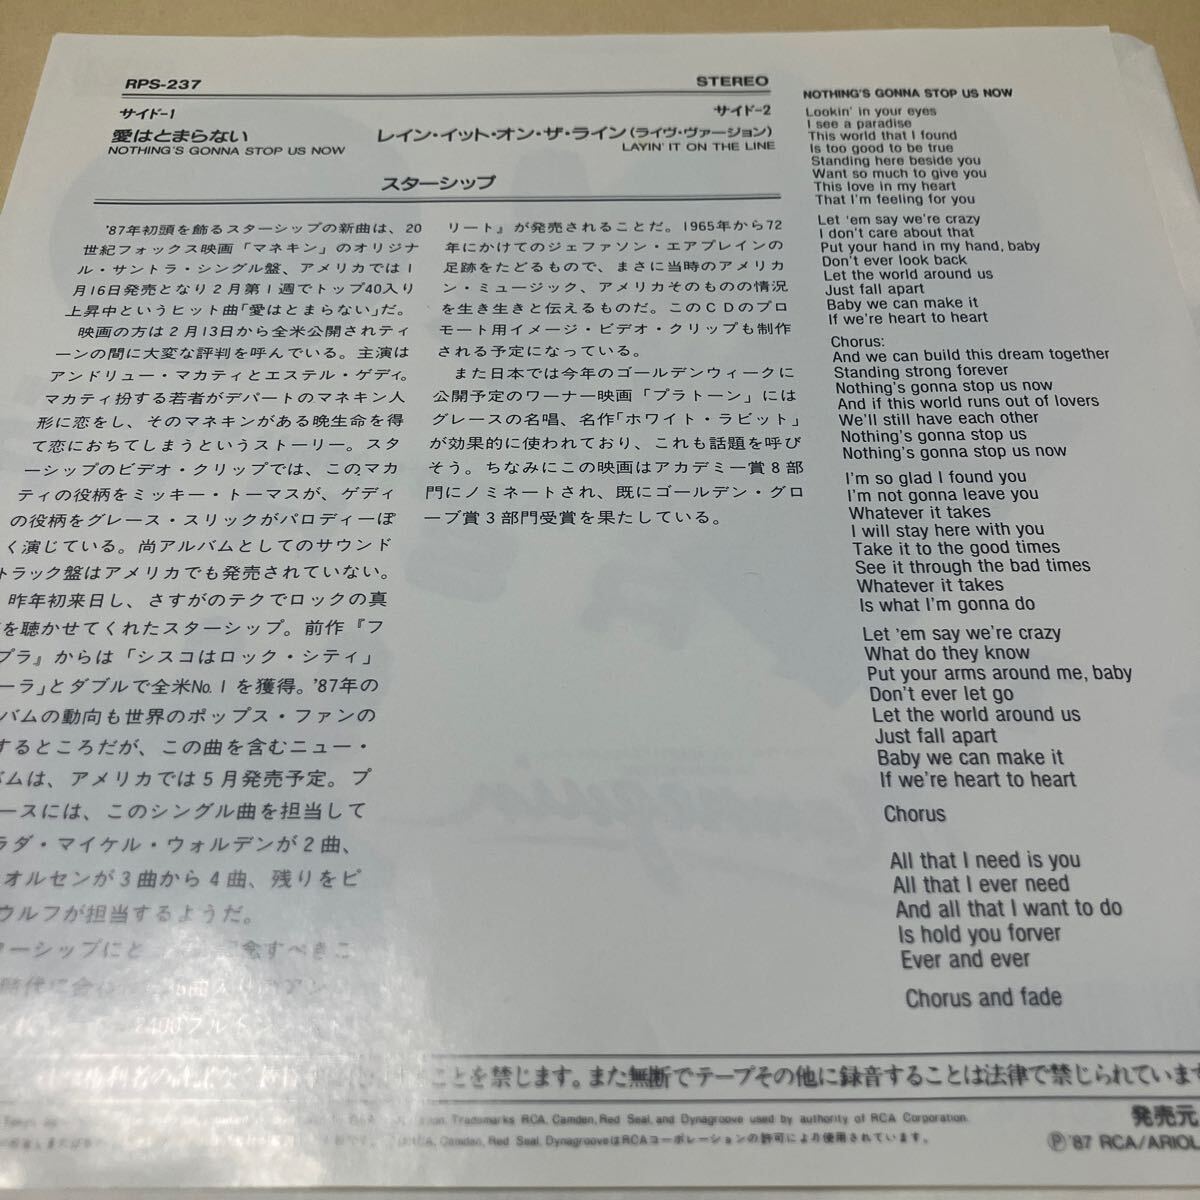 RPS-237
STEREO
サイド-1
愛はとまらない
NOTHING'S GONNA STOP US NOW
サイド-2
レイン・イット・オン・ザ・ライン(ライヴ・ヴァージョン)
LAYIN' IT ON THE LINE
スターシップ
'87年初頭を飾るスターシップの新曲は、20
世紀フォックス映画「マネキン」のオリジナ
ル・サントラ・シングル盤、アメリカでは1
月16日発売となり2月第1週でトップ40入り
上昇中というヒット曲「愛はとまらない」だ。
映画の方は2月13日から全米公開されティ
ーンの間に大変な評判を呼んでいる。主演は
アンドリュー・マカティとエステル・ゲディ。
マカティ扮する若者がデパートのマネキン人
形に恋をし、そのマネキンがある晩生命を得
て恋におちてしまうというストーリー。スタ
ーシップのビデオ・クリップでは、このマカ
ティの役柄をミッキー・トーマスが、ゲディ
の役柄をグレース・スリックがパロディーぽ
く演じている。尚アルバムとしてのサウンド
トラック盤はアメリカでも発売されていない。
昨年初来日し、さすがのテクでロックの真
を聴かせてくれたスターシップ。前作『フ
プラ』からは「シスコはロック・シティ」
ーラ」とダブルで全米No.1を獲得。'87年の
バムの動向も世界のポップス・ファンの
するところだが、この曲を含むニュー・
バムは、アメリカでは5月発売予定。プ
ースには、このシングル曲を担当して
ラダ・マイケル・ウォルデンが2曲、
オルセンが3曲から4曲、残りをピ
ウルフが担当するようだ。
ターシップにと 念すべきこ
時代に
リート』が発売されることだ。1965年から72
年にかけてのジェファソン・エアプレインの
足跡をたどるもので、まさに当時のアメリカ
ン・ミュージック、アメリカそのものの情況
を生き生きと伝えるものだ。このCDのプロ
モート用イメージ・ビデオ・クリップも制作
される予定になっている。
また日本では今年のゴールデンウィークに
公開予定のワーナー映画「プラトーン」には
グレースの名唱、名作「ホワイト・ラビット」
が効果的に使われており、これも話題を呼び
そう。ちなみにこの映画はアカデミー賞8部
門にノミネートされ、既にゴールデン・グロ
ーブ賞3部門受賞を果たしている。
NOTHING'S GONNA STOP US NOW
Lookin' in your eyes
I see a paradise
This world that I found
Is too good to be true
Standing here beside you
Want so much to give you
This love in my heart
That I'm feeling for you
Let 'em say we're crazy
I don't care about that
Put your hand in my hand, baby
Don't ever look back
Let the world around us
Just fall apart
Baby we can make it
If we're heart to heart
Chorus:
And we can build this dream together
Standing strong forever
Nothing's gonna stop us now
And if this world runs out of lovers
We'll still have each other
Nothing's gonna stop us
Nothing's gonna stop us now
I'm so glad I found you
I'm not gonna leave you
Whatever it takes
I will stay here with you
Take it to the good times
See it through the bad times
Whatever it takes
Is what I'm gonna do
Let 'em say we're crazy
What do they know
Put your arms around me, baby
Don't ever let go
Let the world around us
Just fall apart
Baby we can make it
If we're heart to heart
Chorus
All that I need is you
All that I ever need
And all that I want to do
Is hold you forver
Ever and ever
Chorus and fade
ことを禁じます。また無断でテープその他に録音することは法律で禁じられています
Trademarks RCA, Camden, Red Seal, and Dynagroove used by authority of RCA Corporation.
RCA, Camden, Red Seal, DynagrooveはRCAコーポレーションの許可により使用されています。
発売元
Ⓟ'87 RCA/ARIOL